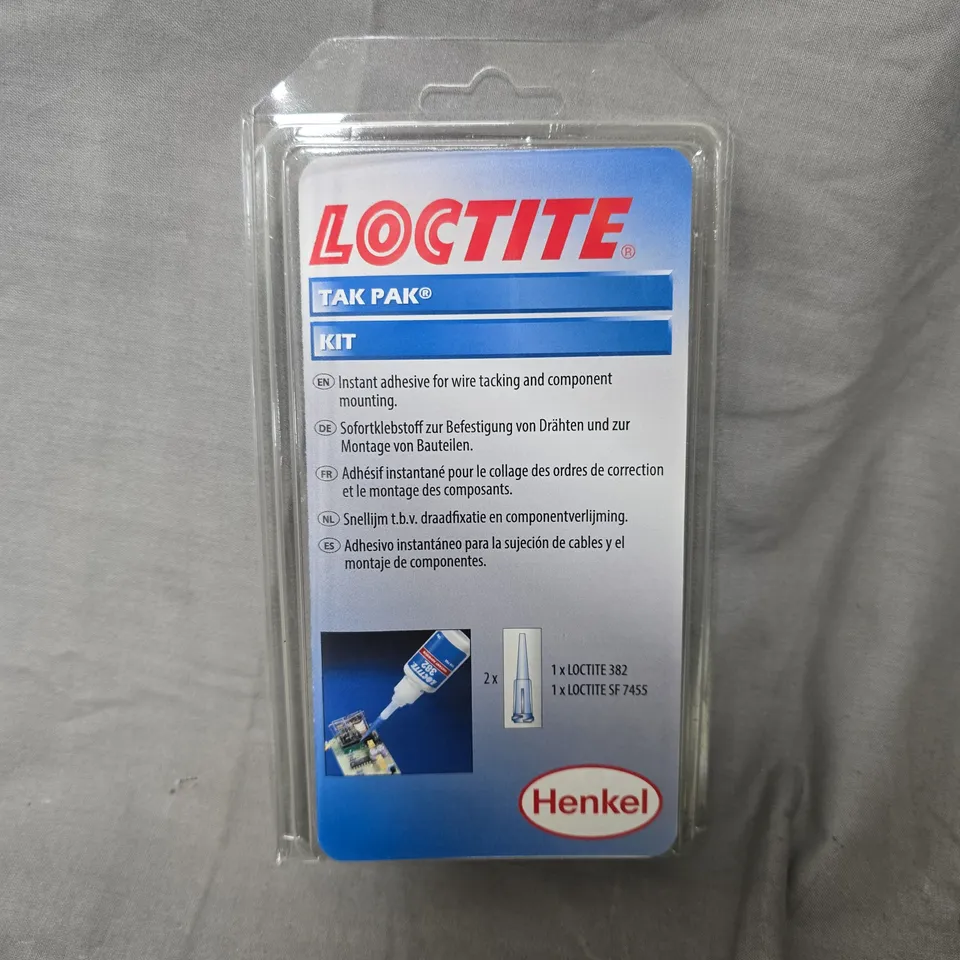 LOCTITE®
TAK PAK®
KIT
EN Instant adhesive for wire tacking and component
mounting.
DE Sofortklebstoff zur Befestigung von Drähten und zur
Montage von Bauteilen.
FR Adhésif instantané pour le collage des ordres de correction
et le montage des composants.
NL Snellijm t.b.v. draadfixatie en componentverlijming.
ES Adhesivo instantáneo para la sujeción de cables y el
montaje de componentes.
LOCTITE
382
2 x
1 x LOCTITE 382
1 x LOCTITE SF 7455
Henkel